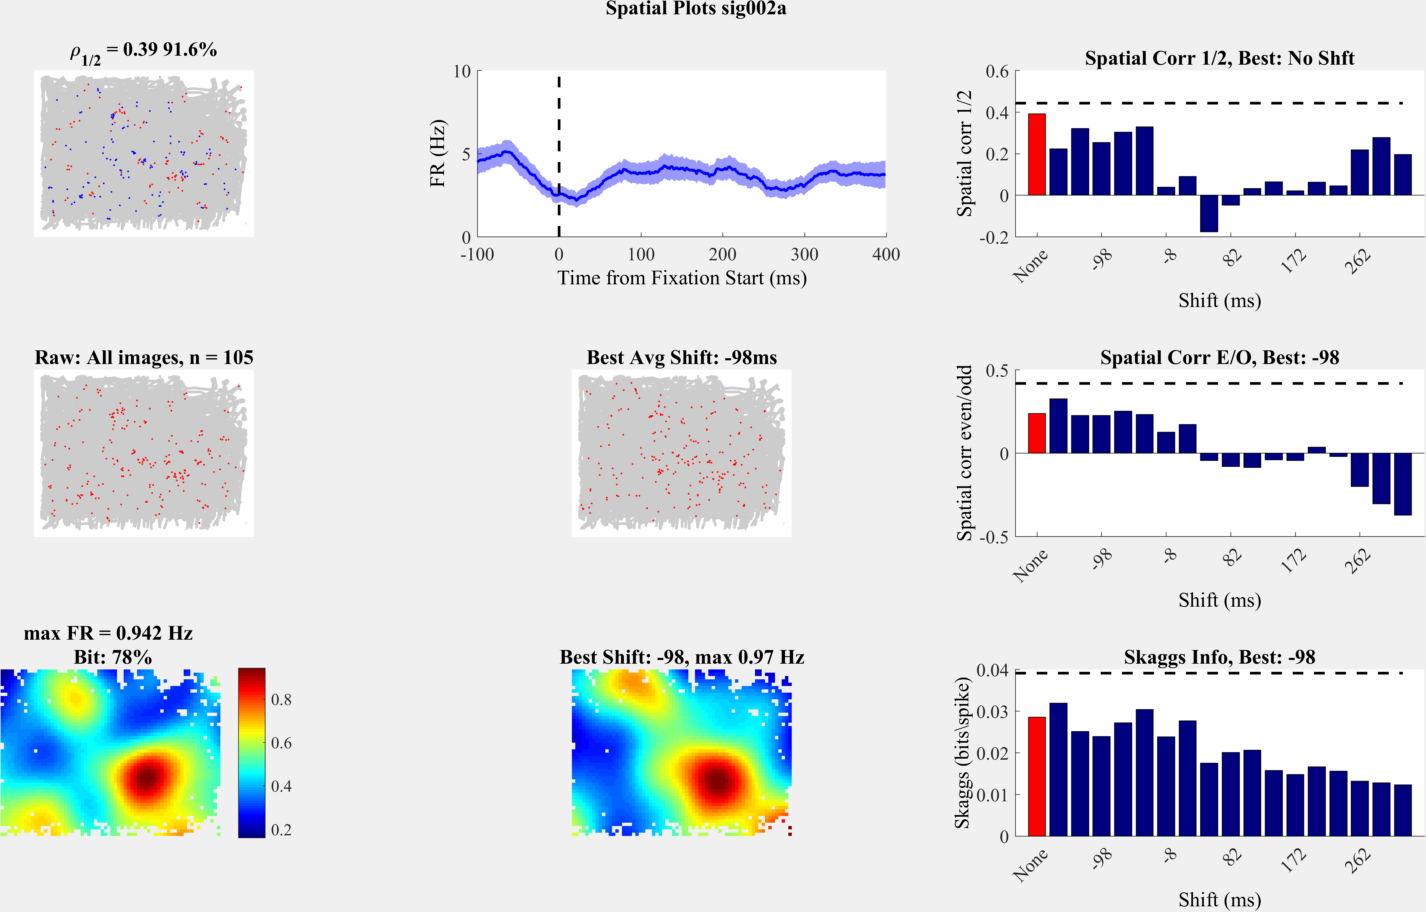 Spatial Plots sig002a
ρ1/2 = 0.39 91.6%
10
5
0
FR (Hz)
-100
0
100
200
300
400
Time from Fixation Start (ms)
Spatial Corr 1/2, Best: No Shft
0.6
0.4
0.2
0
-0.2
Spatial corr 1/2
None
-98
-8
82
172
262
Shift (ms)
Raw: All images, n = 105
Best Avg Shift: -98ms
Spatial Corr E/O, Best: -98
0.5
0
-0.5
Spatial corr even/odd
None
-98
-8
82
172
262
Shift (ms)
max FR = 0.942 Hz
Bit: 78%
0.8
0.6
0.4
0.2
Best Shift: -98, max 0.97 Hz
Skaggs Info, Best: -98
0.04
0.03
0.02
0.01
0
Skaggs (bits\spike)
None
-98
-8
82
172
262
Shift (ms)